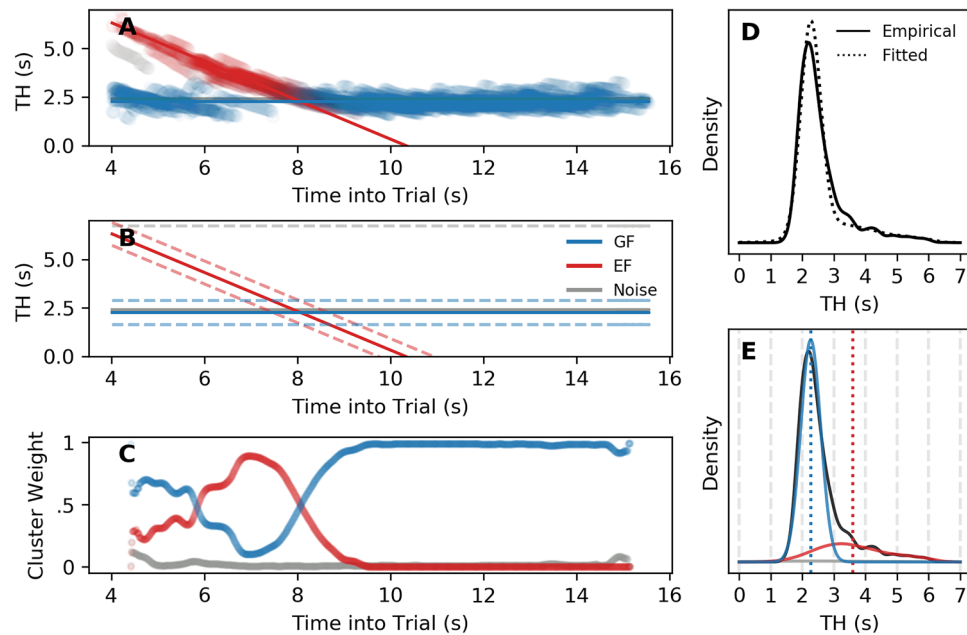 A
TH (s)
5.0
2.5
0.0
4 6 8 10 12 14 16
Time into Trial (s)
B
GF
EF
Noise
TH (s)
5.0
2.5
0.0
4 6 8 10 12 14 16
Time into Trial (s)
C
Cluster Weight
1
.5
0
4 6 8 10 12 14 16
Time into Trial (s)
D
Empirical
Fitted
Density
0 1 2 3 4 5 6 7
TH (s)
E
Density
0 1 2 3 4 5 6 7
TH (s)